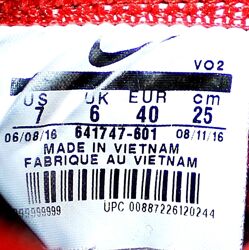 VO2
US UK EUR cm
7 6 40 25
06/08/16 641747-601 08/11/16
MADE IN VIETNAM
FABRIQUE AU VIETNAM
9999999999
UPC 00887226120244